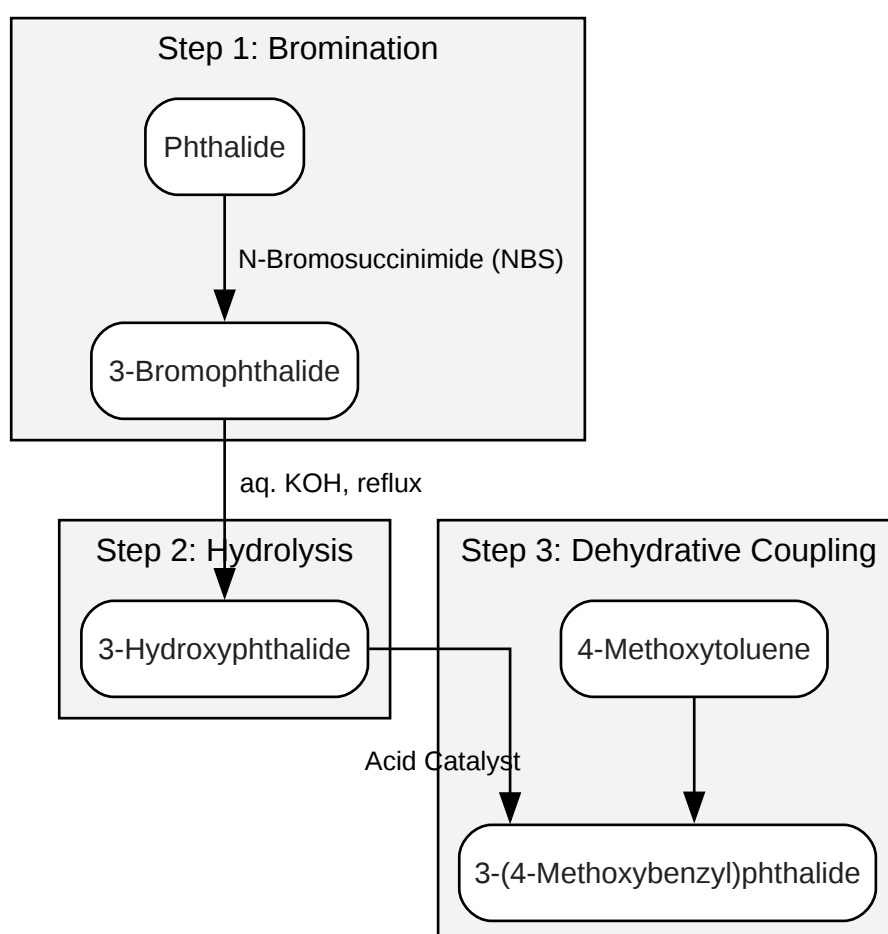 Step 1: Bromination
Phthalide
N-Bromosuccinimide (NBS)
3-Bromophthalide
aq. KOH, reflux
Step 2: Hydrolysis
3-Hydroxyphthalide
Step 3: Dehydrative Coupling
4-Methoxytoluene
Acid Catalyst
3-(4-Methoxybenzyl)phthalide